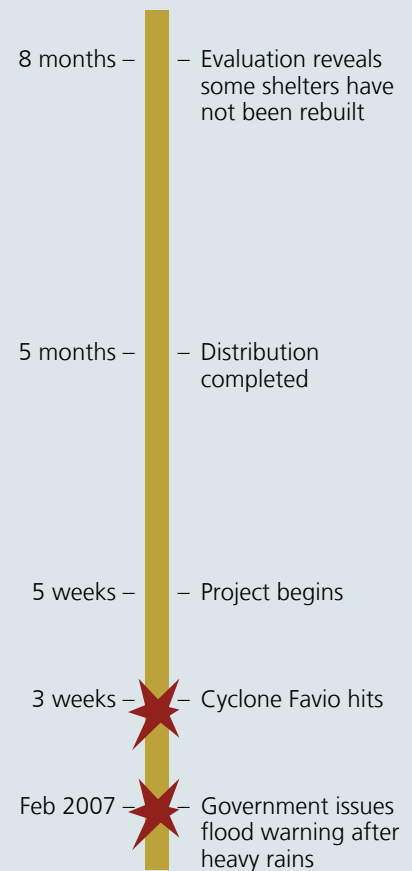 8 months – – Evaluation reveals
some shelters have
not been rebuilt
5 months – – Distribution
completed
5 weeks – – Project begins
3 weeks – – Cyclone Favio hits
Feb 2007 – – Government issues
flood warning after
heavy rains